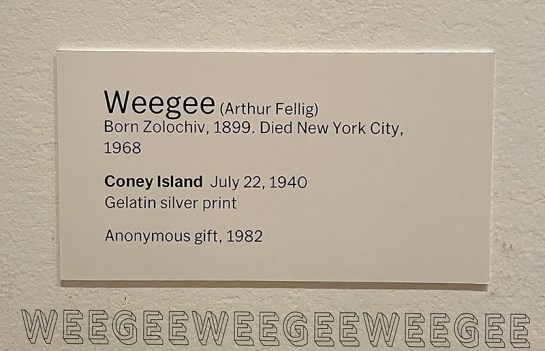 Weegee (Arthur Fellig)
Born Zolochiv, 1899. Died New York City,
1968
Coney Island July 22, 1940
Gelatin silver print
Anonymous gift, 1982
WEEGEEWEEGEEWEEGEE